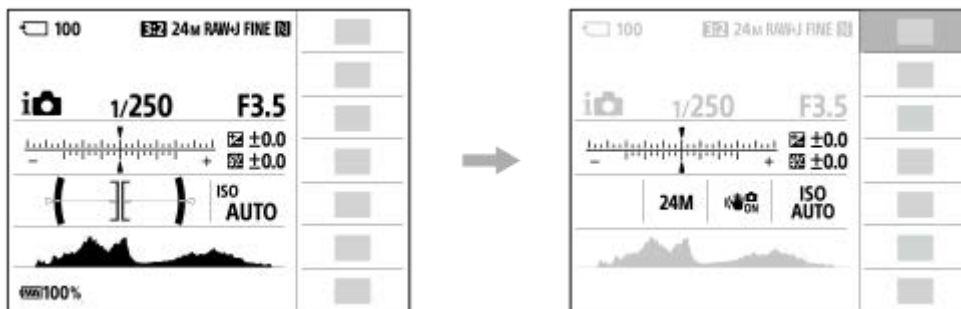 100 3:2 24M RAW+J FINE N
i 1/250 F3.5
±0.0
- + ±0.0
ISO
AUTO
100%
100 3:2 24M RAW+J FINE N
i 1/250 F3.5
±0.0
- + ±0.0
24M ON ISO
AUTO